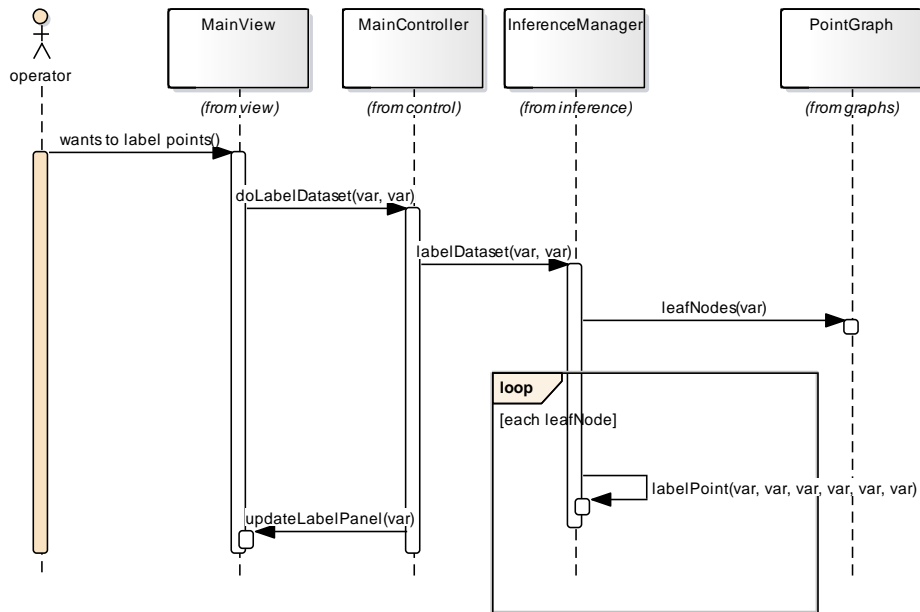 MainView
MainController
InferenceManager
PointGraph
operator
(from view)
(from control)
(from inference)
(from graphs)
wants to label points()
doLabelDataset(var, var)
labelDataset(var, var)
leafNodes(var)
loop
[each leafNode]
labelPoint(var, var, var, var, var, var)
updateLabelPanel(var)